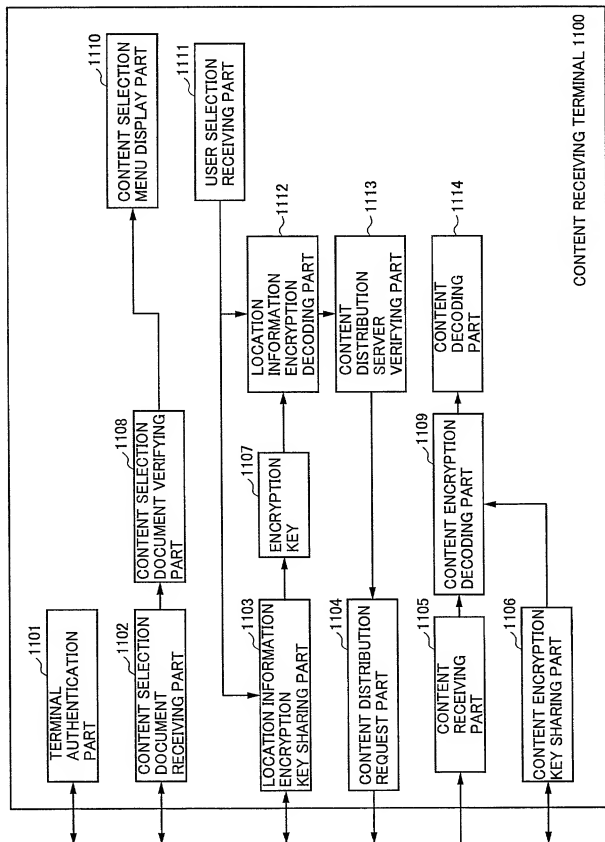 1101
TERMINAL
AUTHENTICATION
PART
1102
CONTENT SELECTION
DOCUMENT
RECEIVING PART
1108
CONTENT SELECTION
DOCUMENT VERIFYING
PART
1110
CONTENT SELECTION
MENU DISPLAY PART
1111
USER SELECTION
RECEIVING PART
1103
LOCATION INFORMATION
ENCRYPTION
KEY SHARING PART
1107
ENCRYPTION
KEY
1112
LOCATION
INFORMATION
ENCRYPTION
DECODING PART
1104
CONTENT DISTRIBUTION
REQUEST PART
1113
CONTENT
DISTRIBUTION
SERVER
VERIFYING PART
1105
CONTENT
RECEIVING
PART
1109
CONTENT ENCRYPTION
DECODING PART
1114
CONTENT
DECODING
PART
1106
CONTENT ENCRYPTION
KEY SHARING PART
CONTENT RECEIVING TERMINAL 1100